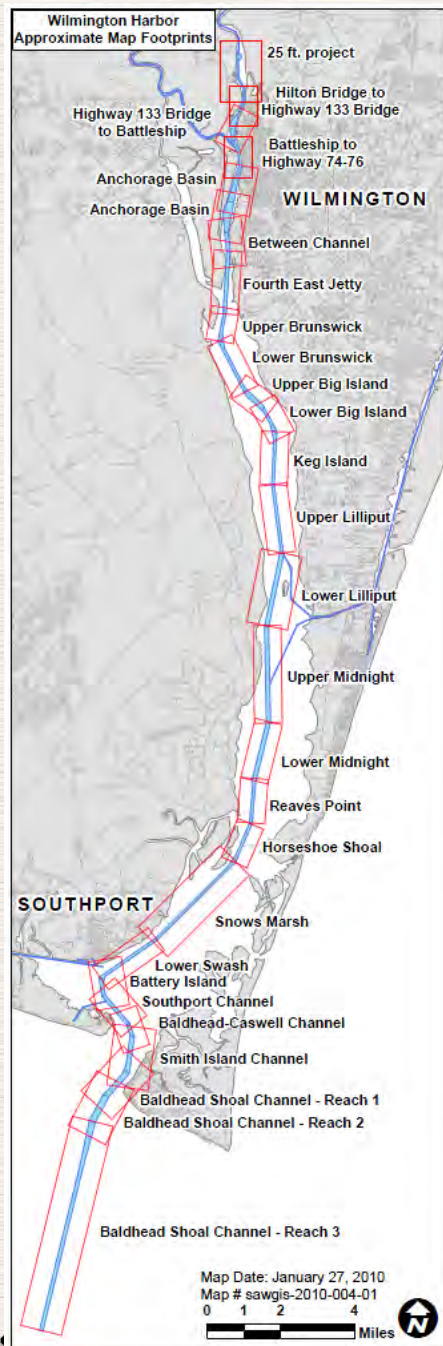 Wilmington Harbor
Approximate Map Footprints
25 ft. project
Hilton Bridge to
Highway 133 Bridge
Highway 133 Bridge
to Battleship
Battleship to
Highway 74-76
Anchorage Basin
WILMINGTON
Anchorage Basin
Between Channel
Fourth East Jetty
Upper Brunswick
Lower Brunswick
Upper Big Island
Lower Big Island
Keg Island
Upper Lilliput
Lower Lilliput
Upper Midnight
Lower Midnight
Reaves Point
Horseshoe Shoal
SOUTHPORT
Snows Marsh
Lower Swash
Battery Island
Southport Channel
Baldhead-Caswell Channel
Smith Island Channel
Baldhead Shoal Channel - Reach 1
Baldhead Shoal Channel - Reach 2
Baldhead Shoal Channel - Reach 3
Map Date: January 27, 2010
Map # sawgis-2010-004-01
0 1 2 4
Miles
N